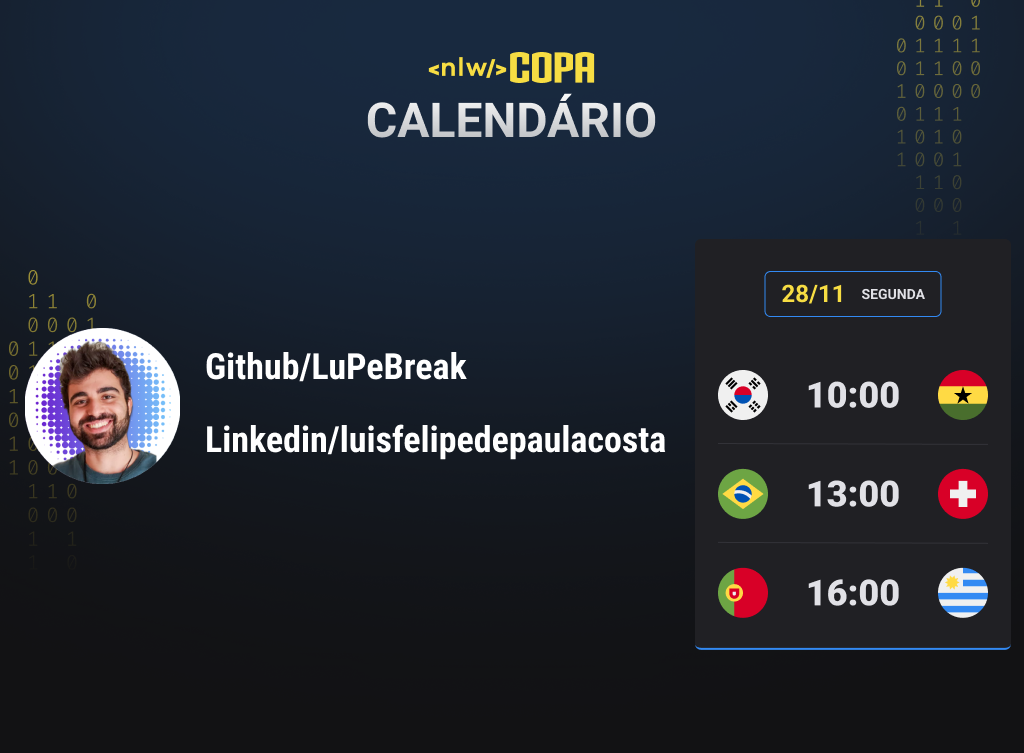 <nlw/>COPA
CALENDÁRIO
Github/LuPeBreak
Linkedin/luisfelipedepaulacosta
28/11 SEGUNDA
10:00
13:00
16:00